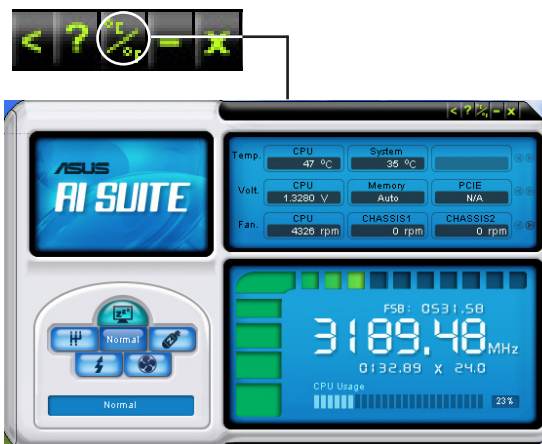 < ? °C/°F – x
< ? °C/°F – x
ASUS
AI SUITE
Temp. CPU 47 °C System 35 °C
Volt. CPU 1.3280 V Memory Auto PCIE N/A
Fan. CPU 4326 rpm CHASSIS1 0 rpm CHASSIS2 0 rpm
FSB: 0531.58
3189.48 MHz
0132.89 x 24.0
CPU Usage
23%
Normal
Normal